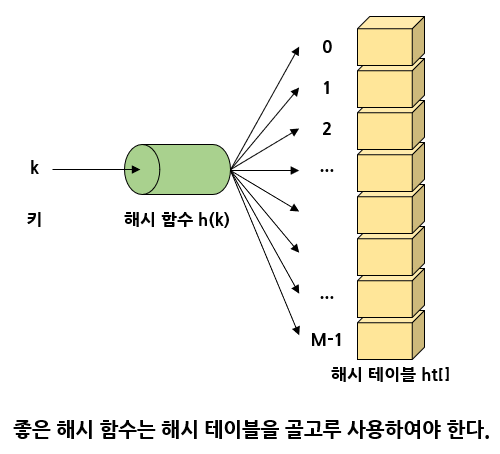 0
1
2
k
...
키
해시 함수 h(k)
...
M-1
해시 테이블 ht[]
좋은 해시 함수는 해시 테이블을 골고루 사용하여야 한다.